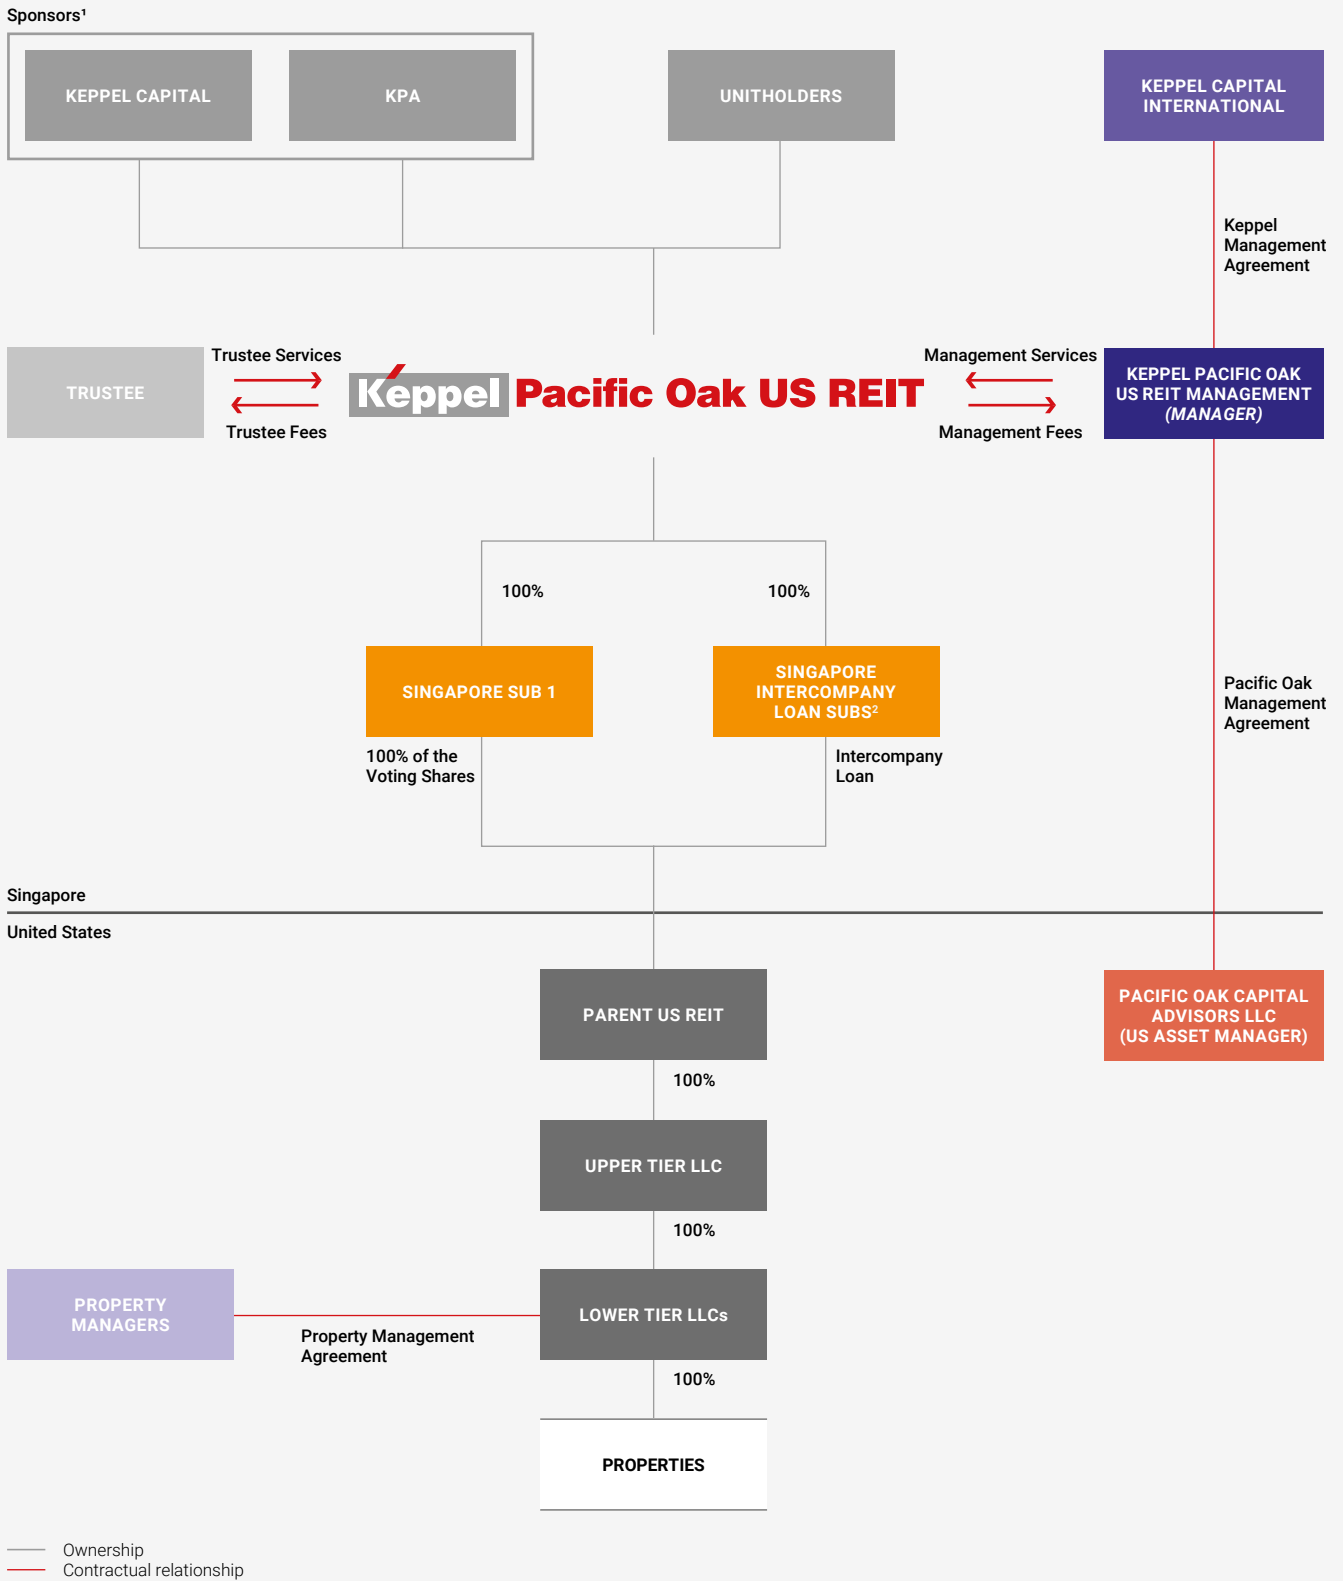 Sponsors¹
KEPPEL CAPITAL
KPA
UNITHOLDERS
KEPPEL CAPITAL
INTERNATIONAL
Keppel
Management
Agreement
TRUSTEE
Trustee Services
Trustee Fees
Keppel Pacific Oak US REIT
Management Services
Management Fees
KEPPEL PACIFIC OAK
US REIT MANAGEMENT
(MANAGER)
100%
100%
SINGAPORE SUB 1
SINGAPORE
INTERCOMPANY
LOAN SUBS²
100% of the
Voting Shares
Intercompany
Loan
Pacific Oak
Management
Agreement
Singapore
United States
PARENT US REIT
PACIFIC OAK CAPITAL
ADVISORS LLC
(US ASSET MANAGER)
100%
UPPER TIER LLC
100%
PROPERTY
MANAGERS
Property Management
Agreement
LOWER TIER LLCs
100%
PROPERTIES
Ownership
Contractual relationship